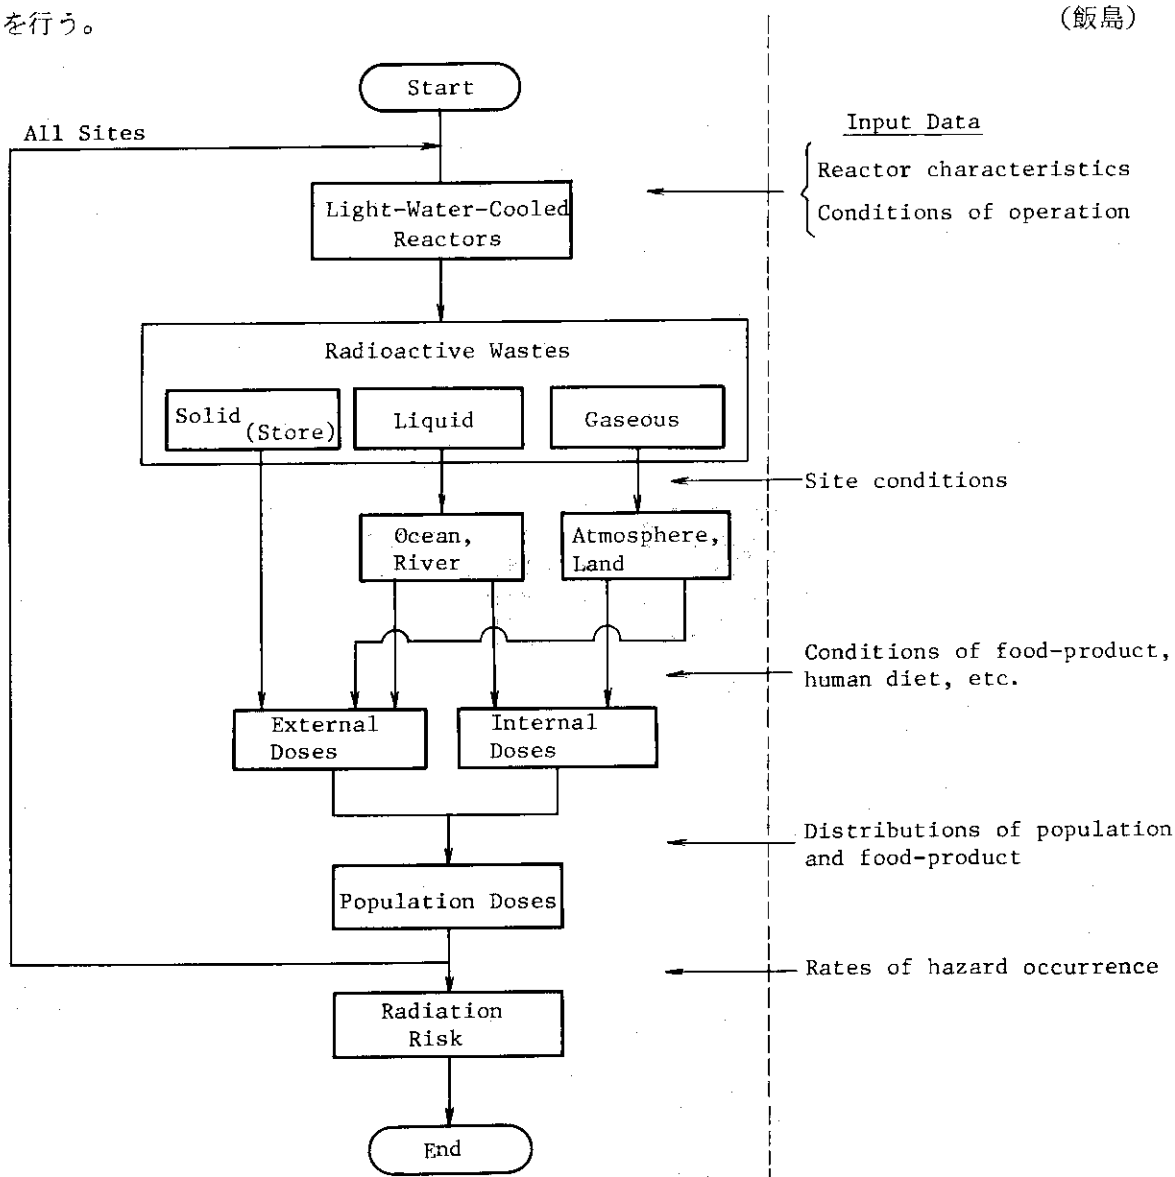 を行う。
(飯島)
Start
All Sites
Input Data
Reactor characteristics
Conditions of operation
Light-Water-Cooled
Reactors
Radioactive Wastes
Solid
(Store)
Liquid
Gaseous
Site conditions
Ocean,
River
Atmosphere,
Land
Conditions of food-product,
human diet, etc.
External
Doses
Internal
Doses
Distributions of population
and food-product
Population Doses
Rates of hazard occurrence
Radiation
Risk
End